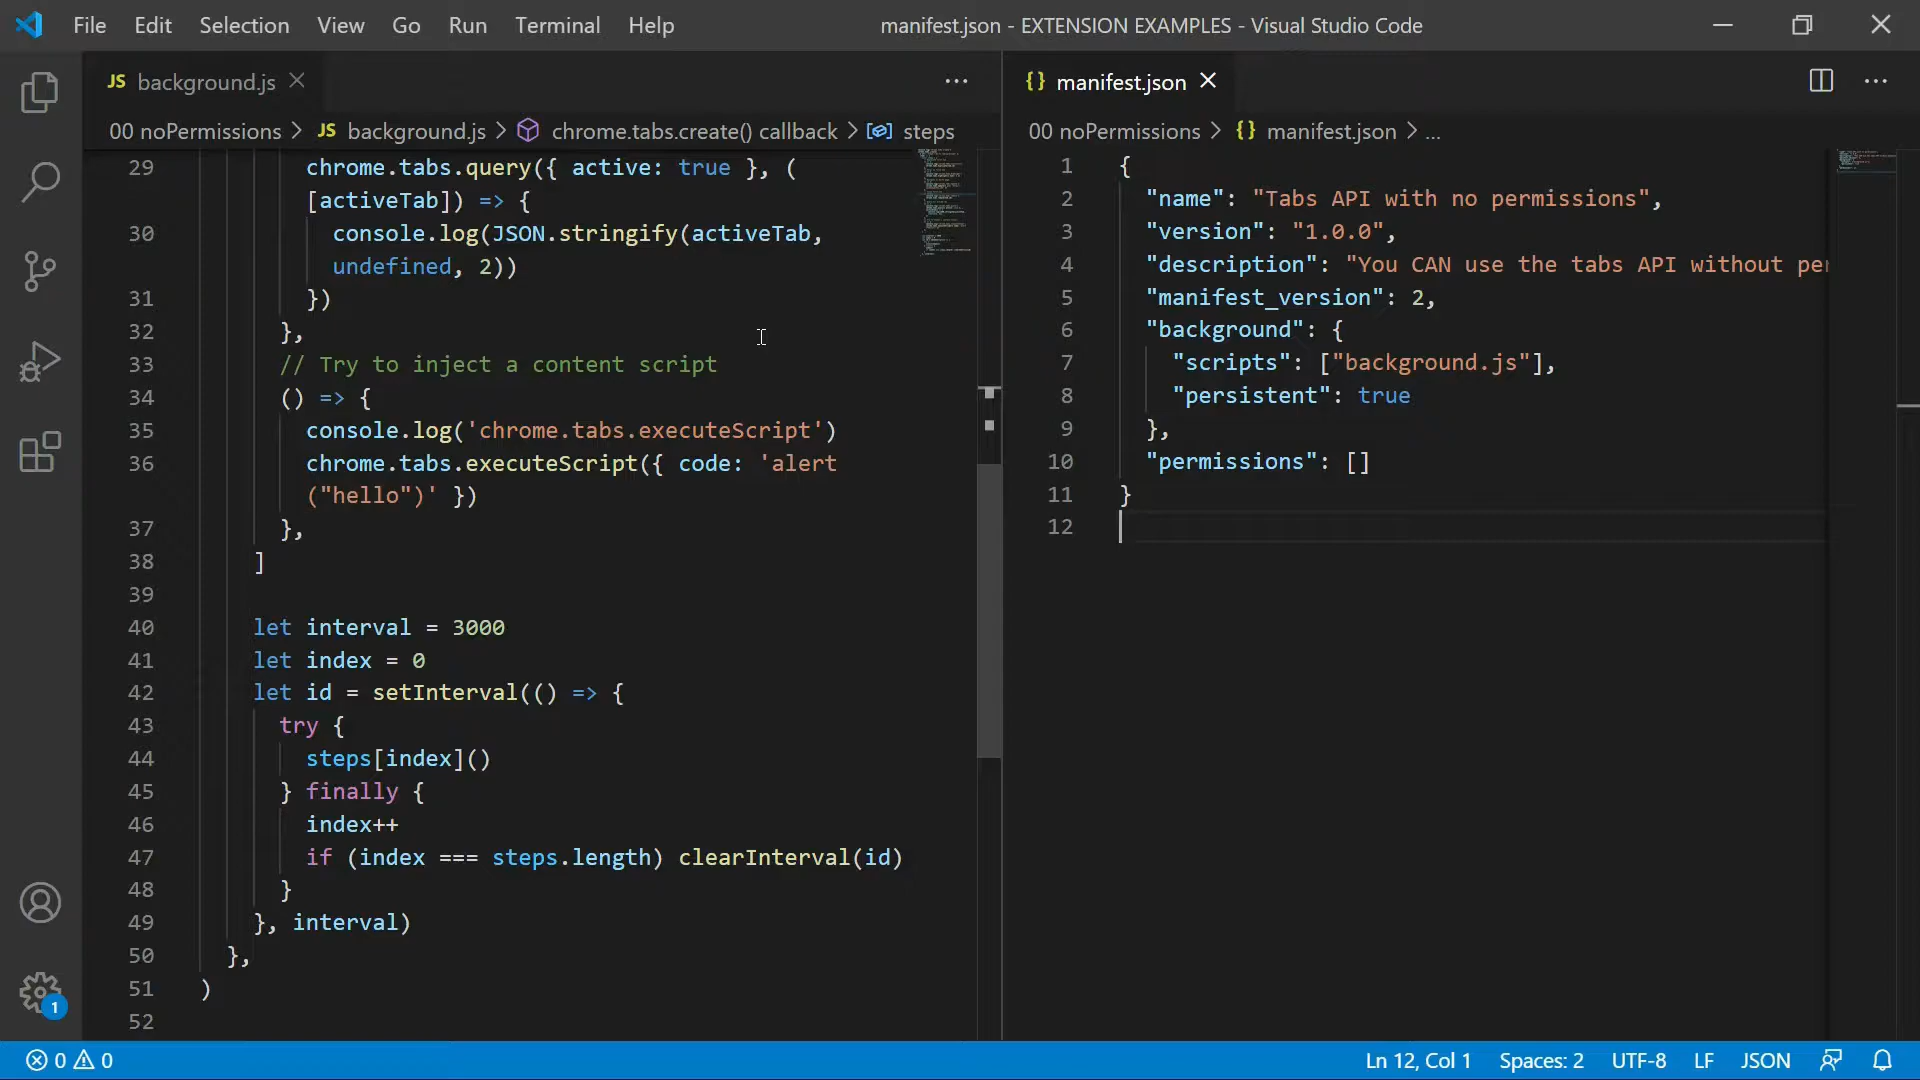 File Edit Selection View Go Run Terminal Help manifest.json - EXTENSION EXAMPLES - Visual Studio Code
JS background.js
00 noPermissions > JS background.js > chrome.tabs.create() callback > steps
29 chrome.tabs.query({ active: true }, (
[activeTab]) => {
30 console.log(JSON.stringify(activeTab,
undefined, 2))
31 })
32 },
33 // Try to inject a content script
34 () => {
35 console.log('chrome.tabs.executeScript')
36 chrome.tabs.executeScript({ code: 'alert
("hello")' })
37 },
38 ]
39
40 let interval = 3000
41 let index = 0
42 let id = setInterval(() => {
43 try {
44 steps[index]()
45 } finally {
46 index++
47 if (index === steps.length) clearInterval(id)
48 }
49 }, interval)
50 },
51 )
52
{} manifest.json
00 noPermissions > {} manifest.json > ...
1 {
2 "name": "Tabs API with no permissions",
3 "version": "1.0.0",
4 "description": "You CAN use the tabs API without
5 "manifest_version": 2,
6 "background": {
7 "scripts": ["background.js"],
8 "persistent": true
9 },
10 "permissions": []
11 }
12
1
0 0 Ln 12, Col 1 Spaces: 2 UTF-8 LF JSON